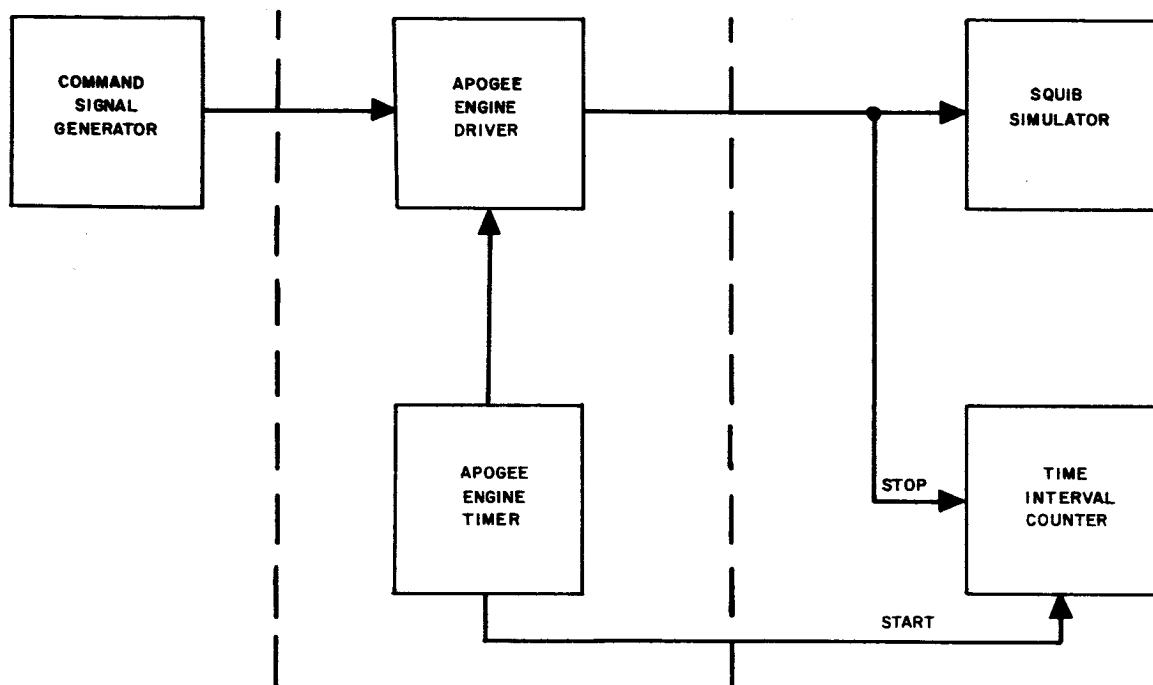 COMMAND
SIGNAL
GENERATOR
APOGEE
ENGINE
DRIVER
SQUIB
SIMULATOR
APOGEE
ENGINE
TIMER
STOP
TIME
INTERVAL
COUNTER
START